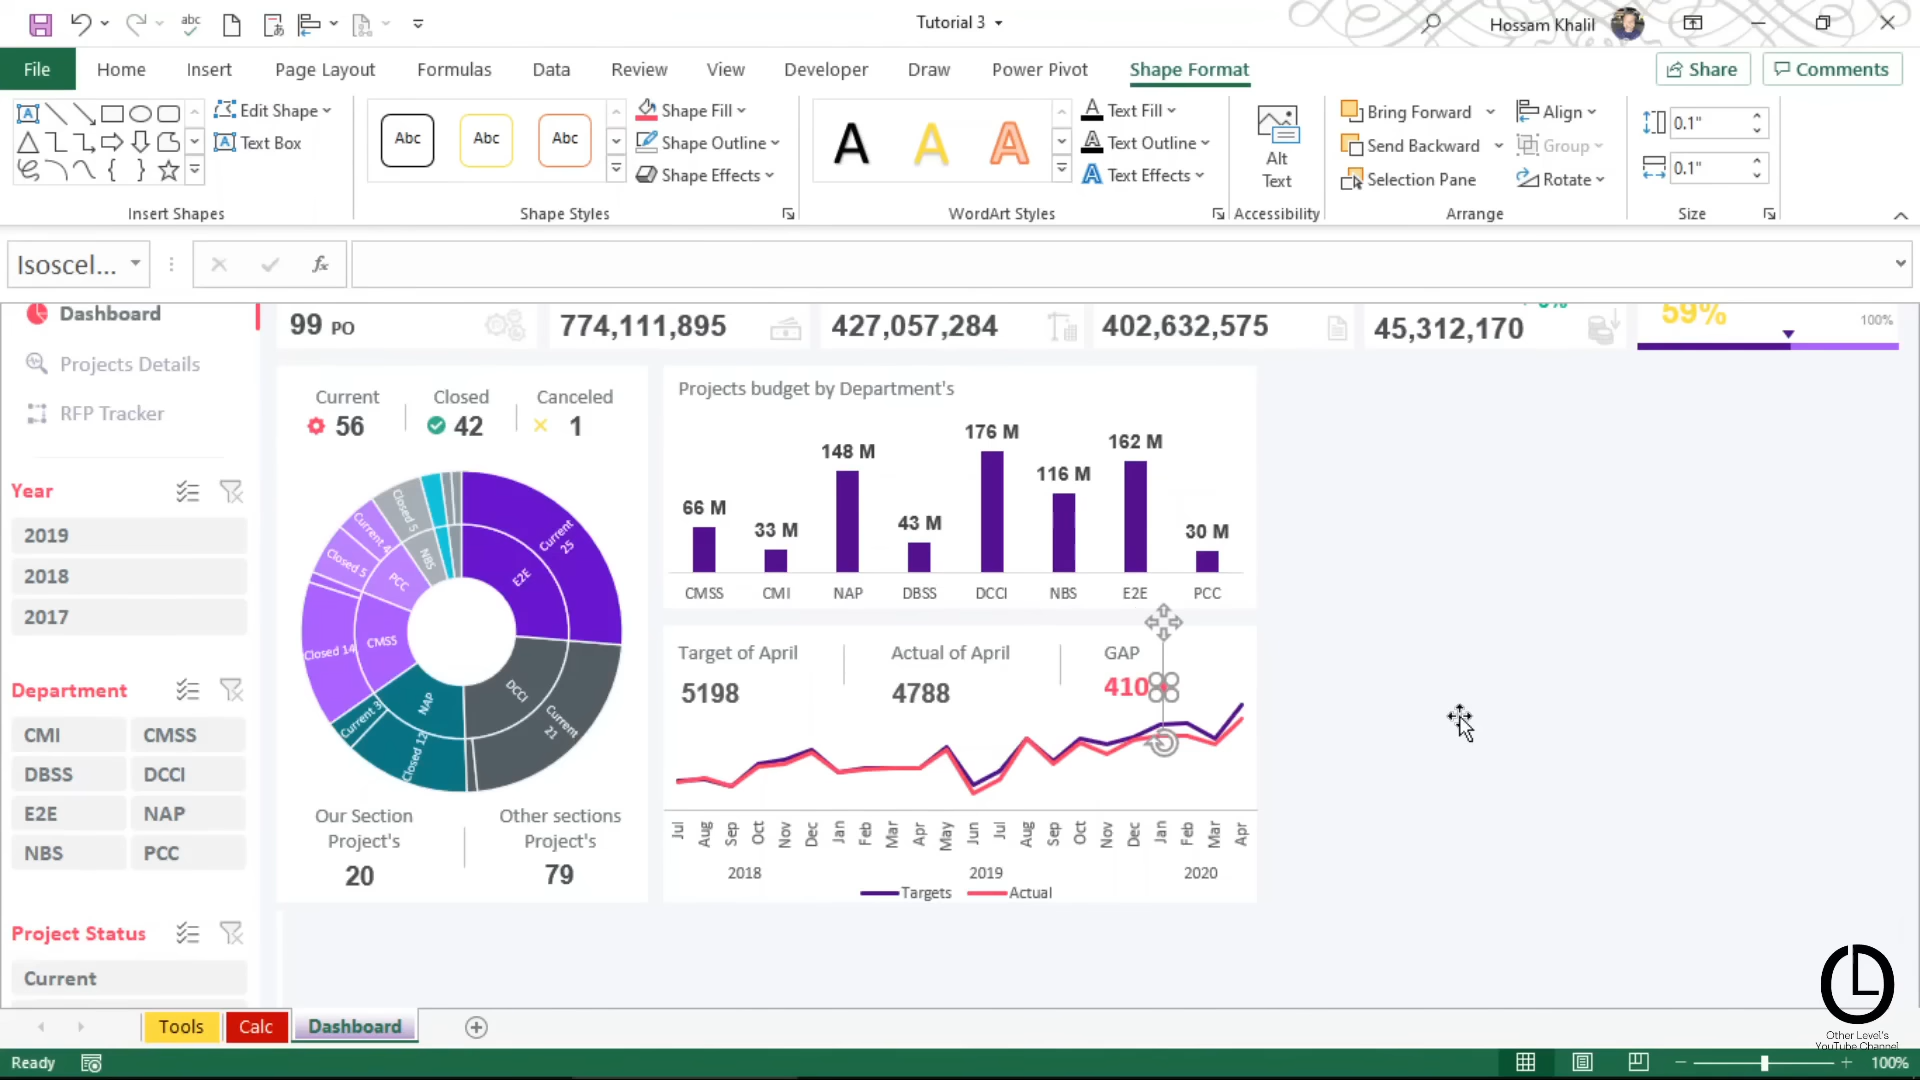 Tutorial 3
Hossam Khalil
File
Home
Insert
Page Layout
Formulas
Data
Review
View
Developer
Draw
Power Pivot
Shape Format
Share
Comments
Edit Shape
Text Box
Insert Shapes
Abc
Abc
Abc
Shape Fill
Shape Outline
Shape Effects
Shape Styles
A
A
A
Text Fill
Text Outline
Text Effects
WordArt Styles
Alt
Text
Accessibility
Bring Forward
Send Backward
Selection Pane
Align
Group
Rotate
Arrange
0.1"
0.1"
Size
Isoscel...
fx
Dashboard
Projects Details
RFP Tracker
99 PO
774,111,895
427,057,284
402,632,575
45,312,170
59%
100%
Year
2019
2018
2017
Department
CMI
CMSS
DBSS
DCCI
E2E
NAP
NBS
PCC
Project Status
Current
Current
56
Closed
42
Canceled
1
E2E
Current
25
DCCI
Current
21
NAP
Closed 12
Current 3
CMSS
Closed 14
PCC
Closed 5
Current 4
NBS
Closed 5
Our Section
Project's
20
Other sections
Project's
79
Projects budget by Department's
66 M
33 M
148 M
43 M
176 M
116 M
162 M
30 M
CMSS
CMI
NAP
DBSS
DCCI
NBS
E2E
PCC
Target of April
5198
Actual of April
4788
GAP
410
Jul
Aug
Sep
Oct
Nov
Dec
Jan
Feb
Mar
Apr
May
Jun
Jul
Aug
Sep
Oct
Nov
Dec
Jan
Feb
Mar
Apr
2018
2019
2020
Targets
Actual
Other Level's
YouTube Channel
Tools
Calc
Dashboard
Ready
100%